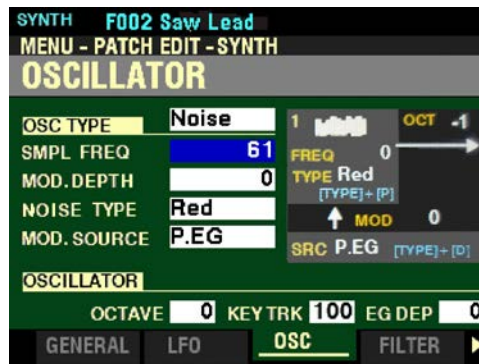 SYNTH F002 Saw Lead
MENU - PATCH EDIT - SYNTH
OSCILLATOR
OSC TYPE Noise
SMPL FREQ 61
MOD.DEPTH 0
NOISE TYPE Red
MOD.SOURCE P.EG
1 OCT -1
FREQ 0
TYPE Red
[TYPE]+[P]
MOD 0
SRC P.EG [TYPE]+[D]
OSCILLATOR
OCTAVE 0 KEY TRK 100 EG DEP 0
GENERAL LFO OSC FILTER